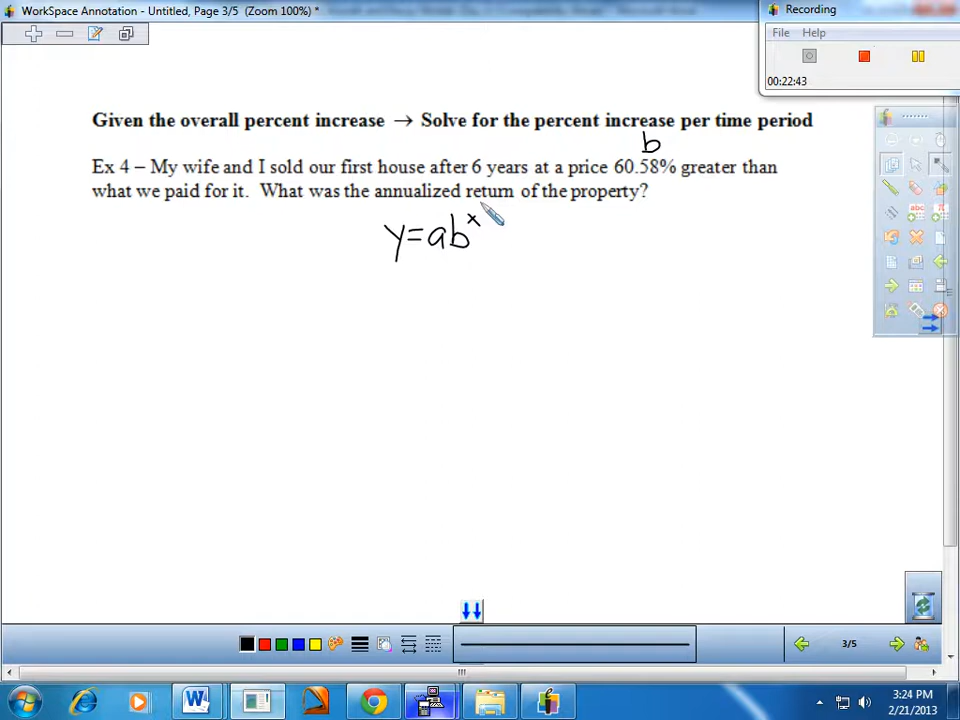 WorkSpace Annotation - Untitled, Page 3/5 (Zoom 100%) *
Recording
File Help
00:22:43
Given the overall percent increase → Solve for the percent increase per time period
b
Ex 4 – My wife and I sold our first house after 6 years at a price 60.58% greater than
what we paid for it. What was the annualized return of the property?
y=ab^x
3/5
3:24 PM
2/21/2013